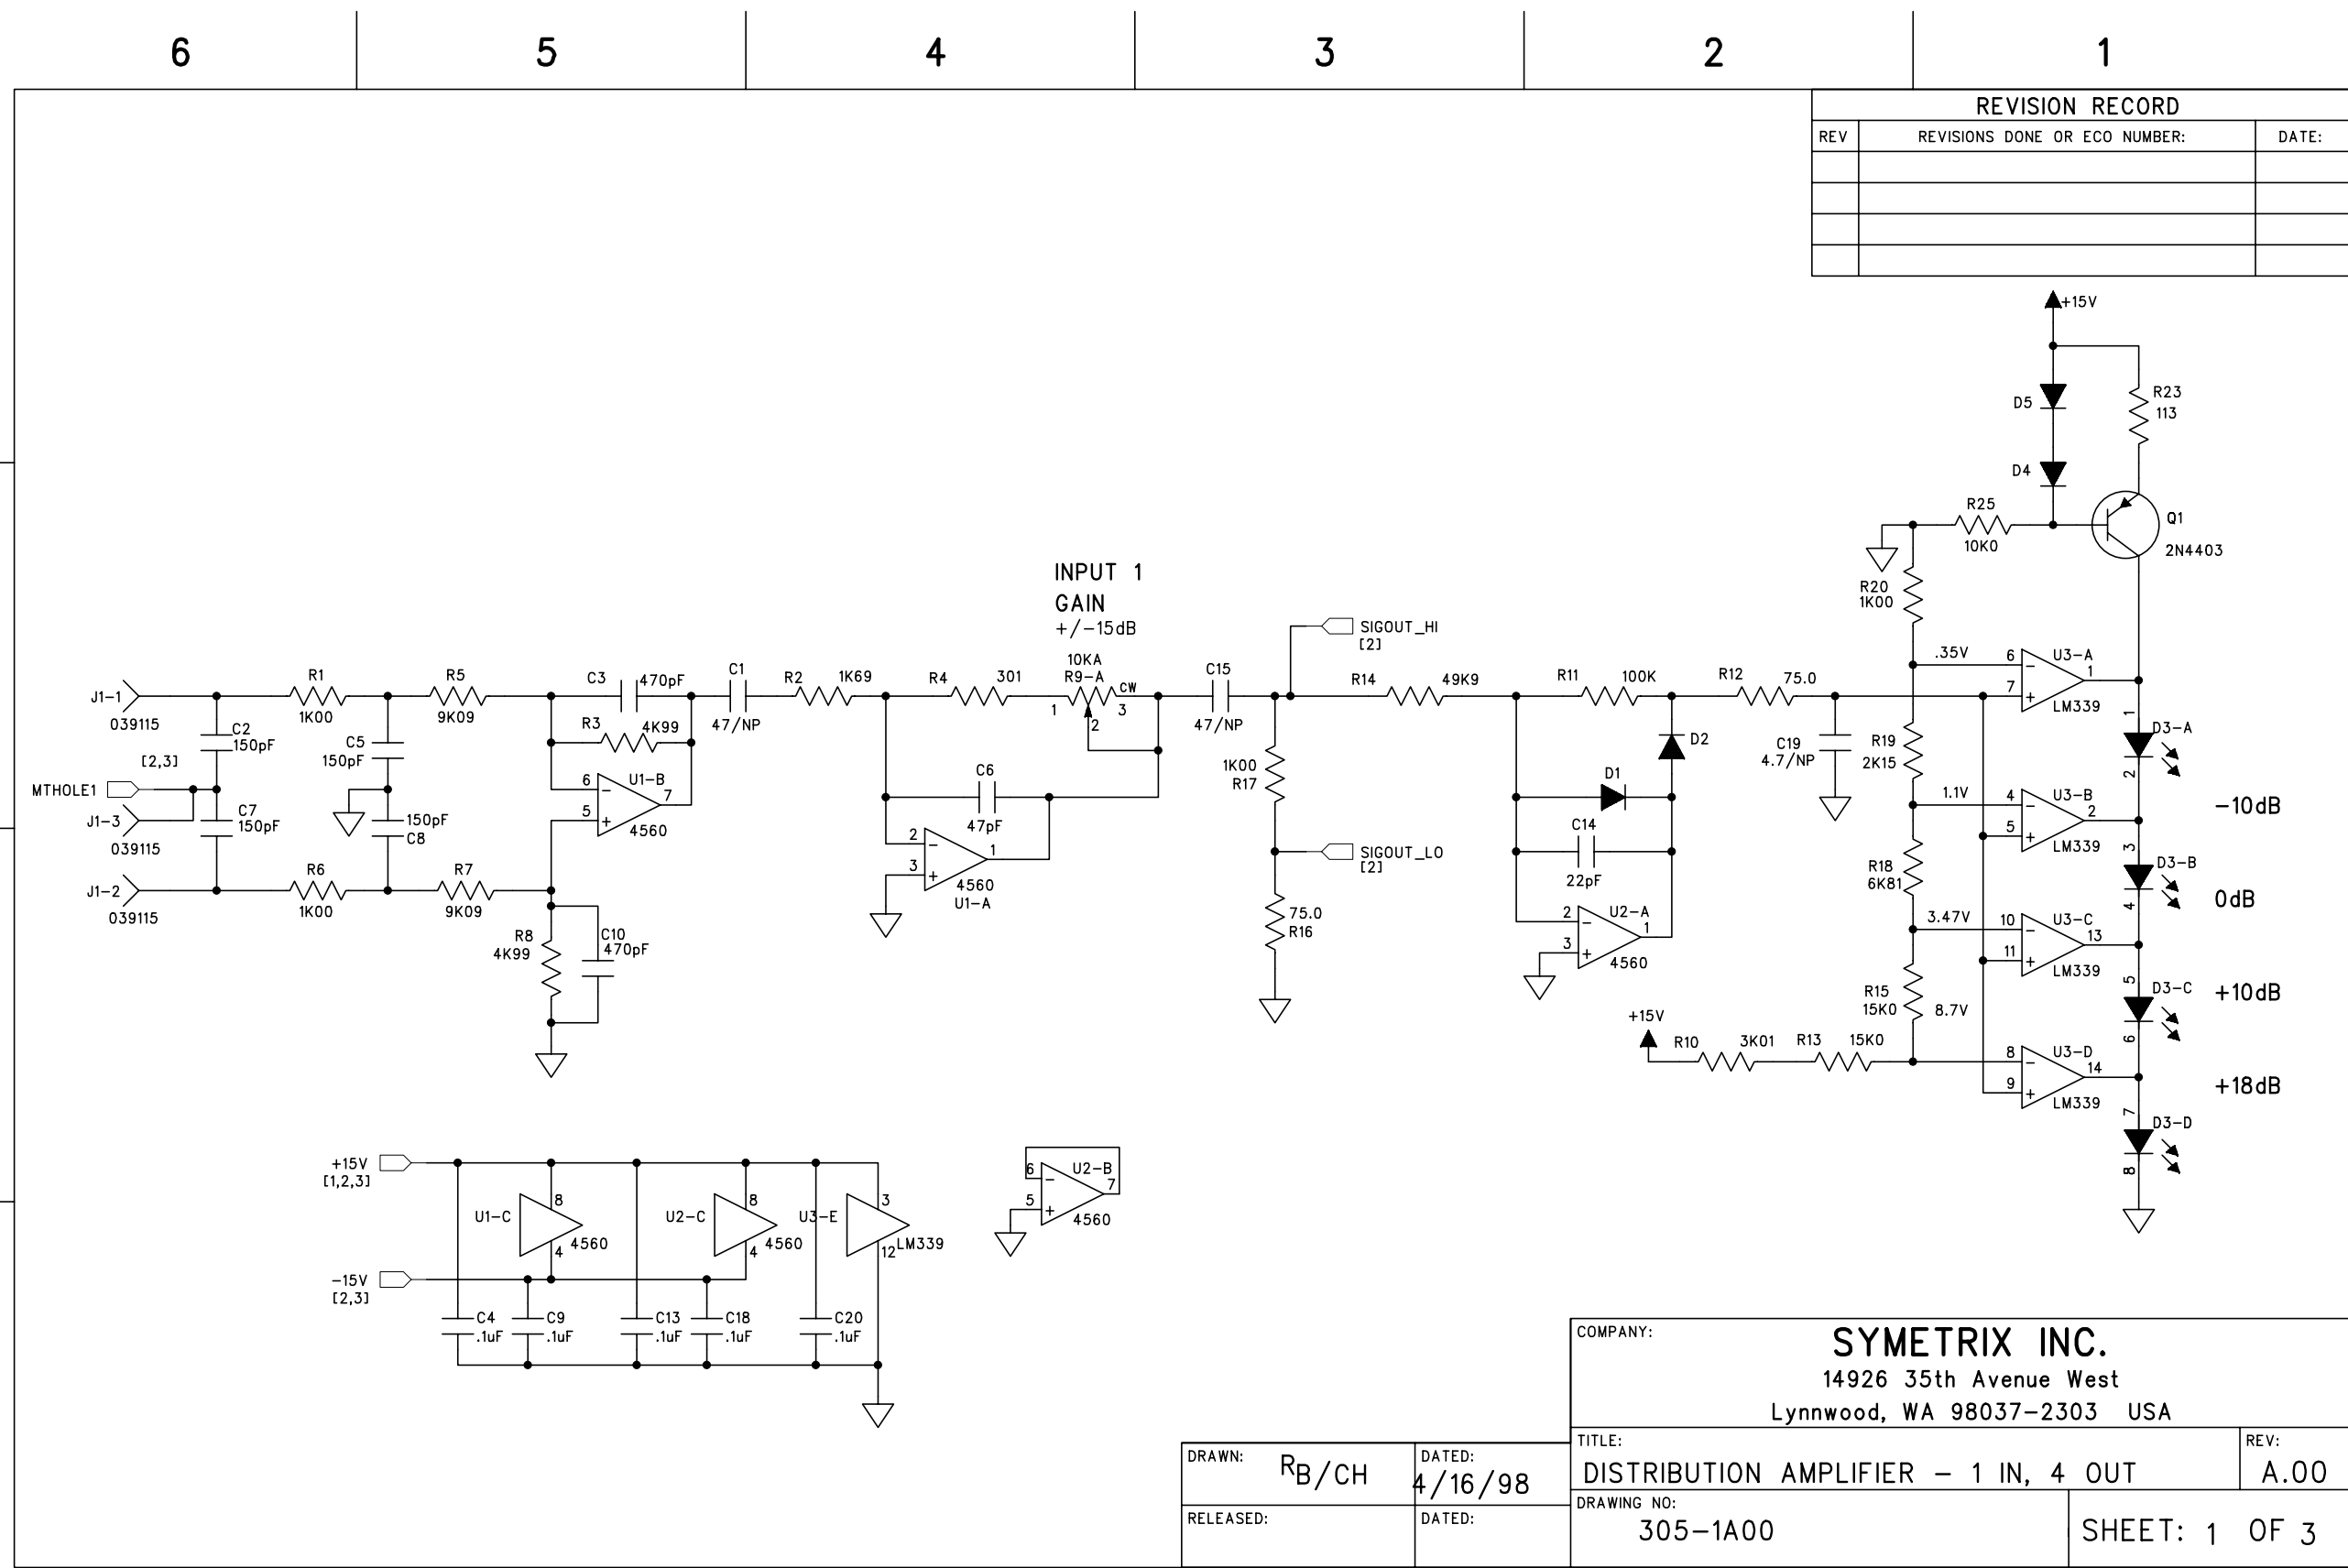 6 5 4 3 2 1
REVISION RECORD
REV REVISIONS DONE OR ECO NUMBER: DATE:
+15V
D5
R23
113
D4
R25
10K0
Q1
2N4403
R20
1K00
INPUT 1
GAIN
+/-15dB
10KA
R9-A
CW
1 2 3
SIGOUT_HI
[2]
.35V
6
7
1
U3-A
LM339
J1-1
039115
R1
1K00
R5
9K09
C3
470pF
R3
4K99
C1
47/NP
R2
1K69
R4
301
C15
47/NP
R14
49K9
R11
100K
R12
75.0
C2
150pF
[2,3]
MTHOLE1
C5
150pF
U1-B
6
5
7
4560
J1-3
039115
C7
150pF
150pF
C8
C6
47pF
1K00
R17
D2
D1
C19
4.7/NP
R19
2K15
1
D3-A
2
1.1V
4
5
2
U3-B
LM339
-10dB
J1-2
039115
R6
1K00
R7
9K09
2
3
1
4560
U1-A
SIGOUT_LO
[2]
C14
22pF
R18
6K81
3
D3-B
4
0dB
R8
4K99
C10
470pF
75.0
R16
2
3
U2-A
1
4560
3.47V
10
11
U3-C
13
LM339
R15
15K0
8.7V
5
D3-C
6
+10dB
+15V
R10
3K01
R13
15K0
8
9
U3-D
14
LM339
+18dB
7
D3-D
8
+15V
[1,2,3]
U1-C
8
4
4560
U2-C
8
4
4560
U3-E
3
12
LM339
6
5
U2-B
7
4560
-15V
[2,3]
C4
.1uF
C9
.1uF
C13
.1uF
C18
.1uF
C20
.1uF
COMPANY:
SYMETRIX INC.
14926 35th Avenue West
Lynnwood, WA 98037-2303 USA
DRAWN: RB/CH
DATED: 4/16/98
TITLE:
DISTRIBUTION AMPLIFIER - 1 IN, 4 OUT
REV:
A.00
RELEASED:
DATED:
DRAWING NO:
305-1A00
SHEET: 1 OF 3